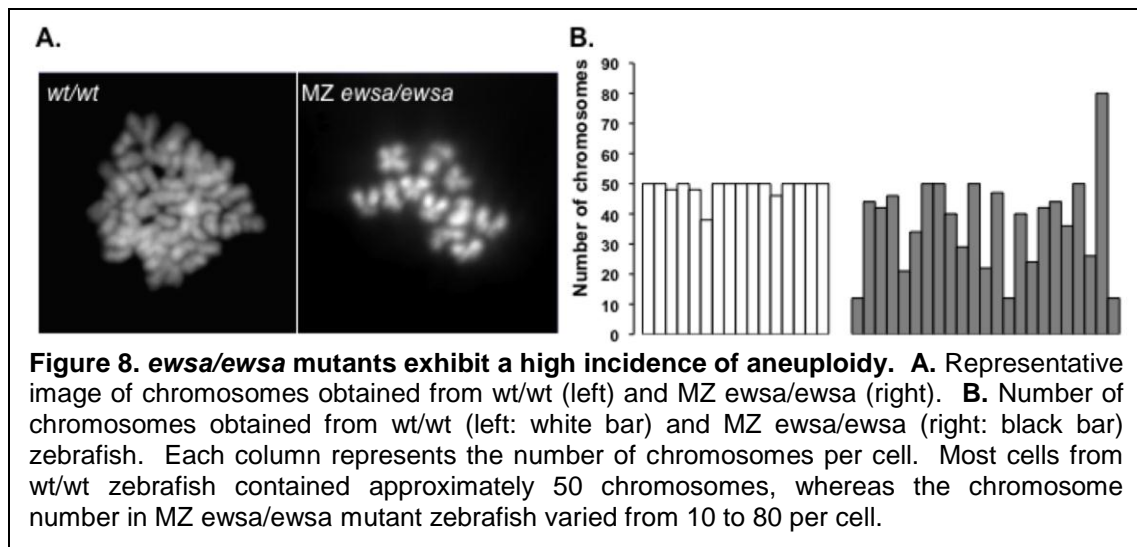 A.
B.
wt/wt
MZ ewsa/ewsa
Number of chromosomes
90
80
70
60
50
40
30
20
10
0
Figure 8. ewsa/ewsa mutants exhibit a high incidence of aneuploidy. A. Representative
image of chromosomes obtained from wt/wt (left) and MZ ewsa/ewsa (right). B. Number of
chromosomes obtained from wt/wt (left: white bar) and MZ ewsa/ewsa (right: black bar)
zebrafish. Each column represents the number of chromosomes per cell. Most cells from
wt/wt zebrafish contained approximately 50 chromosomes, whereas the chromosome
number in MZ ewsa/ewsa mutant zebrafish varied from 10 to 80 per cell.